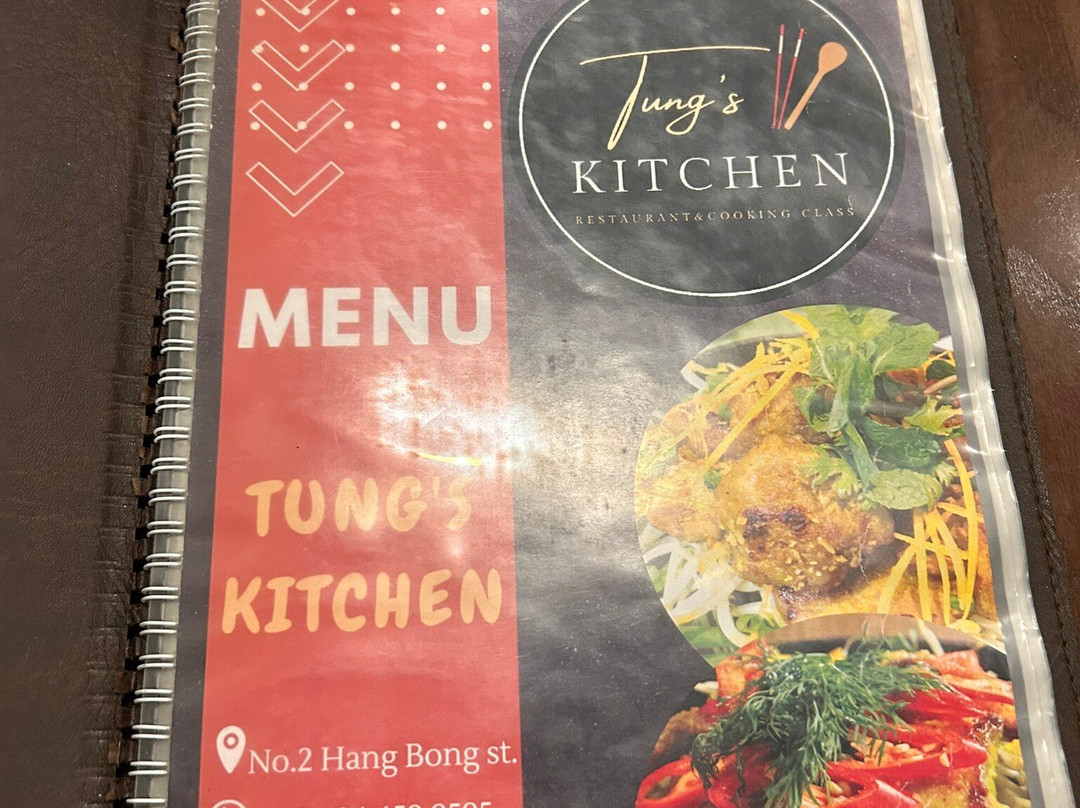 Tung's
KITCHEN
RESTAURANT&COOKING CLASS
MENU
TUNG'S
KITCHEN
No.2 Hang Bong st.